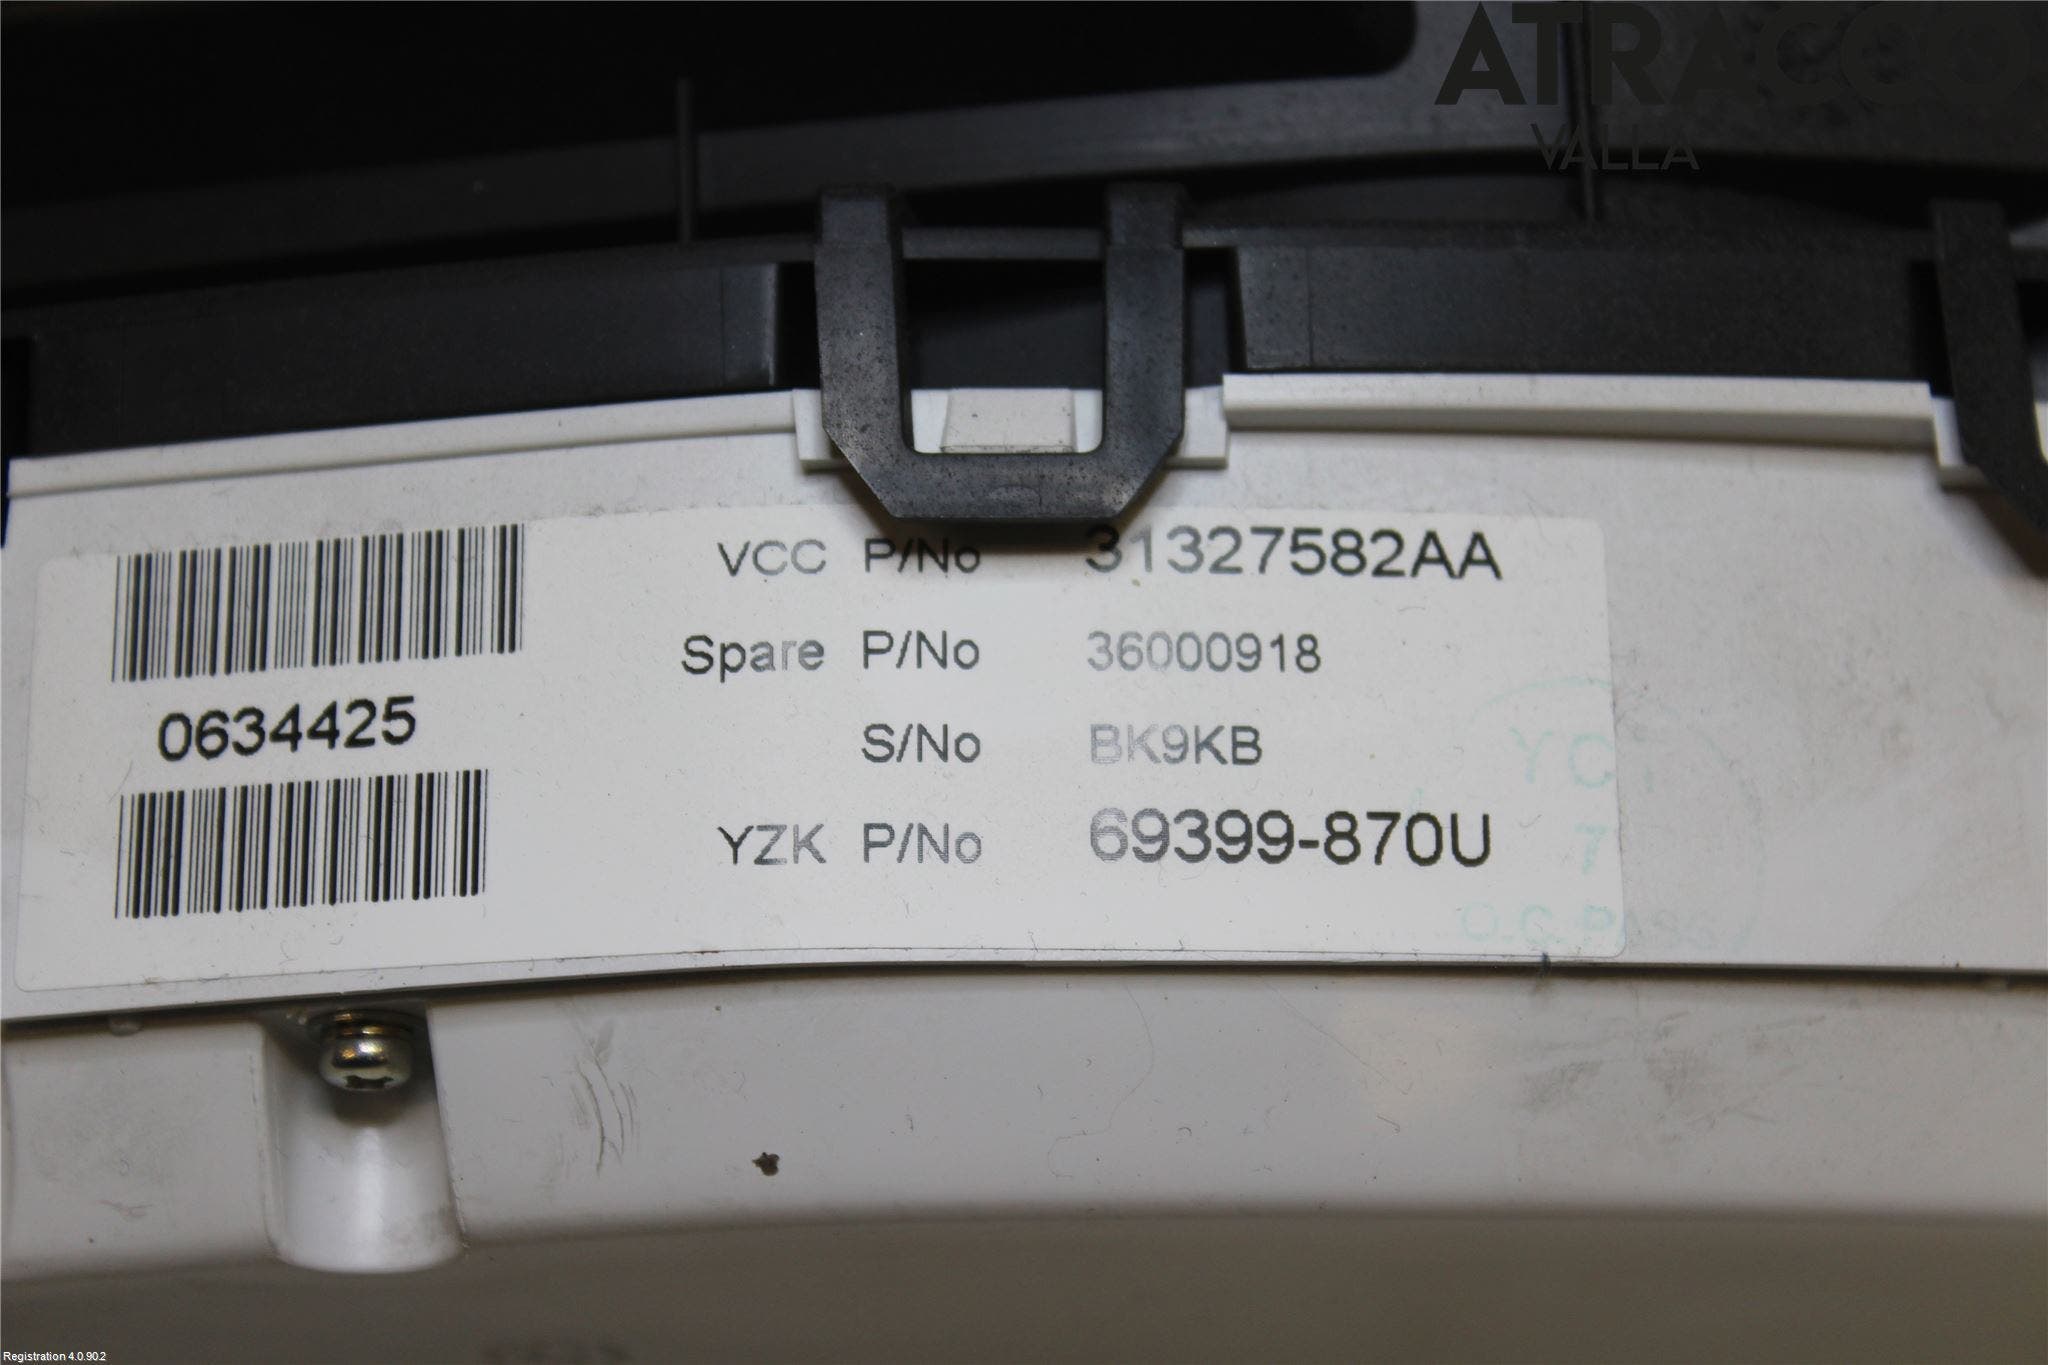 ATRACCO
VALLA
VCC P/No 31327582AA
Spare P/No 36000918
0634425
S/No BK9KB
YZK P/No 69399-870U
Registration 4.0.90.2